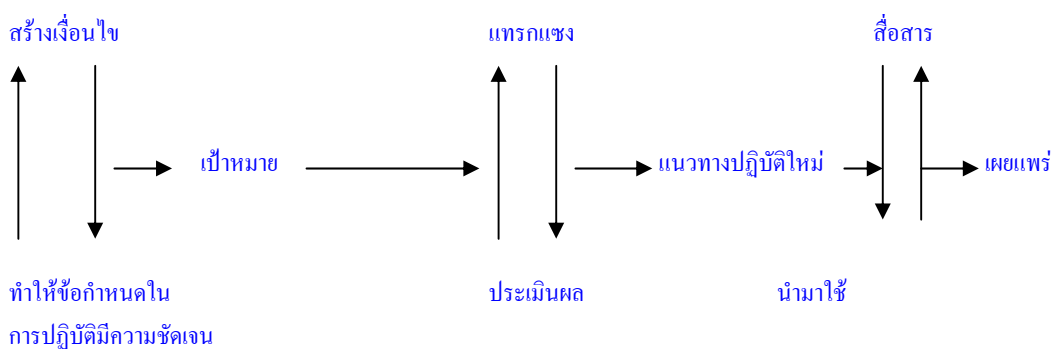 สร้างเงื่อนไข แทรกแซง สื่อสาร
เป้าหมาย แนวทางปฏิบัติใหม่ เผยแพร่
ทำให้ข้อกำหนดใน ประเมินผล นำมาใช้
การปฏิบัติมีความชัดเจน